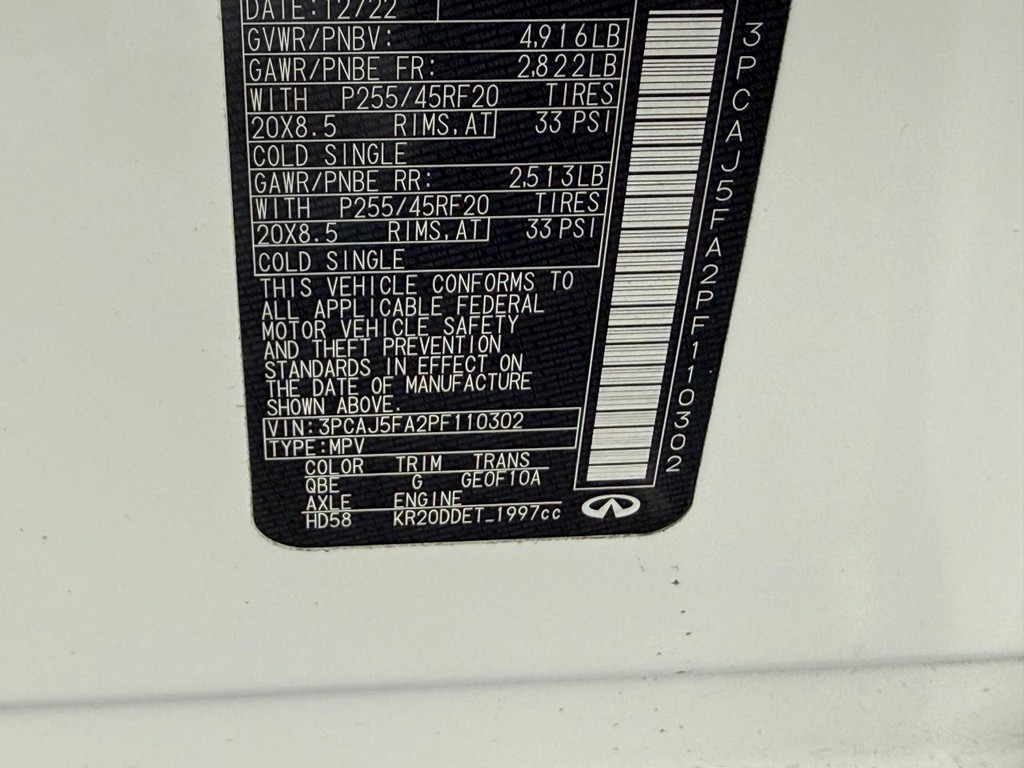 DATE:12/22
GVWR/PNBV: 4,916LB
GAWR/PNBE FR: 2,822LB
WITH P255/45RF20 TIRES
20X8.5 RIMS,AT 33 PSI
COLD SINGLE
GAWR/PNBE RR: 2,513LB
WITH P255/45RF20 TIRES
20X8.5 RIMS,AT 33 PSI
COLD SINGLE
THIS VEHICLE CONFORMS TO
ALL APPLICABLE FEDERAL
MOTOR VEHICLE SAFETY
AND THEFT PREVENTION
STANDARDS IN EFFECT ON
THE DATE OF MANUFACTURE
SHOWN ABOVE.
VIN:3PCAJ5FA2PF110302
TYPE:MPV
COLOR TRIM TRANS
QBE G GE0F10A
AXLE ENGINE
HD58 KR20DDET_1997cc
3PCAJ5FA2PF110302